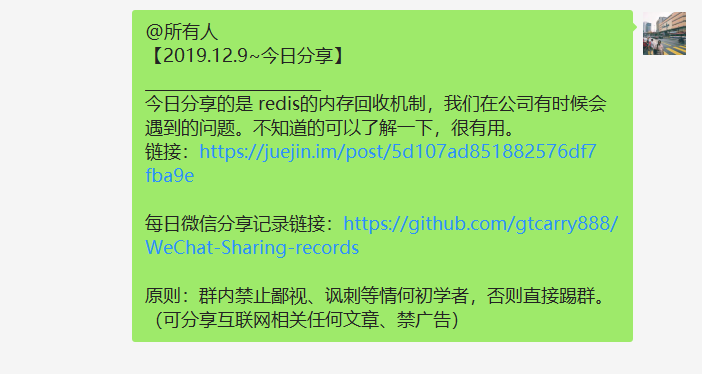 @所有人
【2019.12.9~今日分享】
____________________
今日分享的是 redis的内存回收机制，我们在公司有时候会
遇到的问题。不知道的可以了解一下，很有用。
链接：https://juejin.im/post/5d107ad851882576df7
fba9e
每日微信分享记录链接：https://github.com/gtcarry888/
WeChat-Sharing-records
原则：群内禁止鄙视、讽刺等情何初学者，否则直接踢群。
（可分享互联网相关任何文章、禁广告）